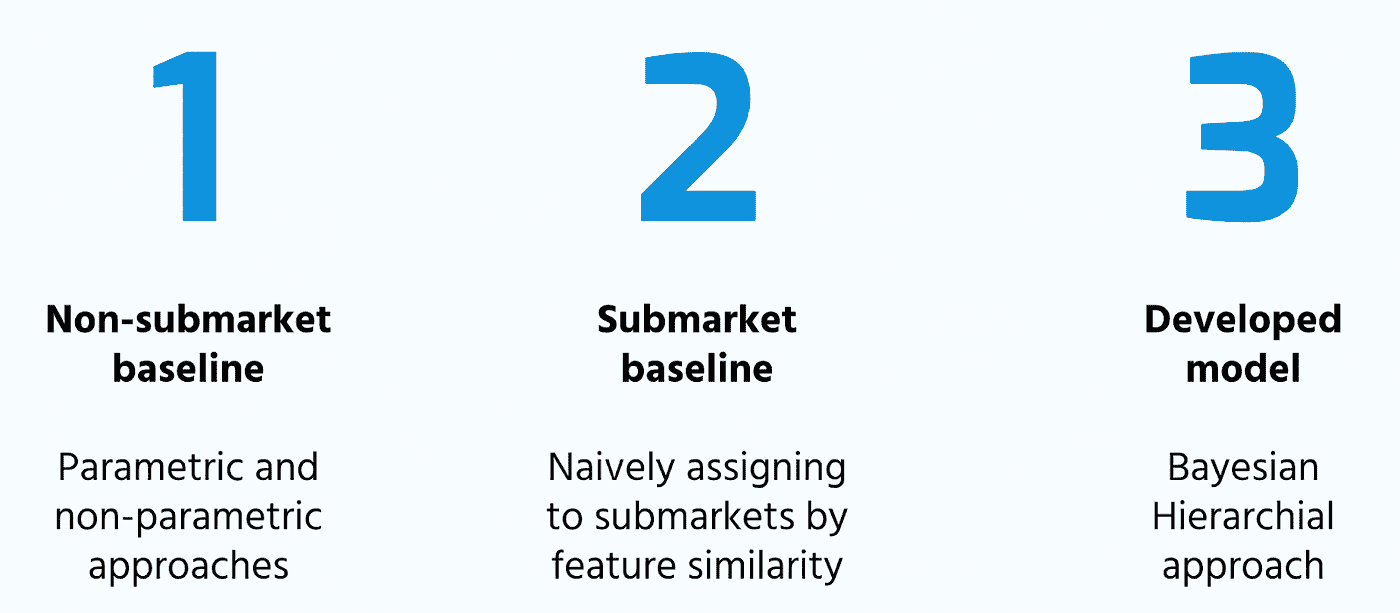 1
Non-submarket
baseline
Parametric and
non-parametric
approaches
2
Submarket
baseline
Naively assigning
to submarkets by
feature similarity
3
Developed
model
Bayesian
Hierarchial
approach